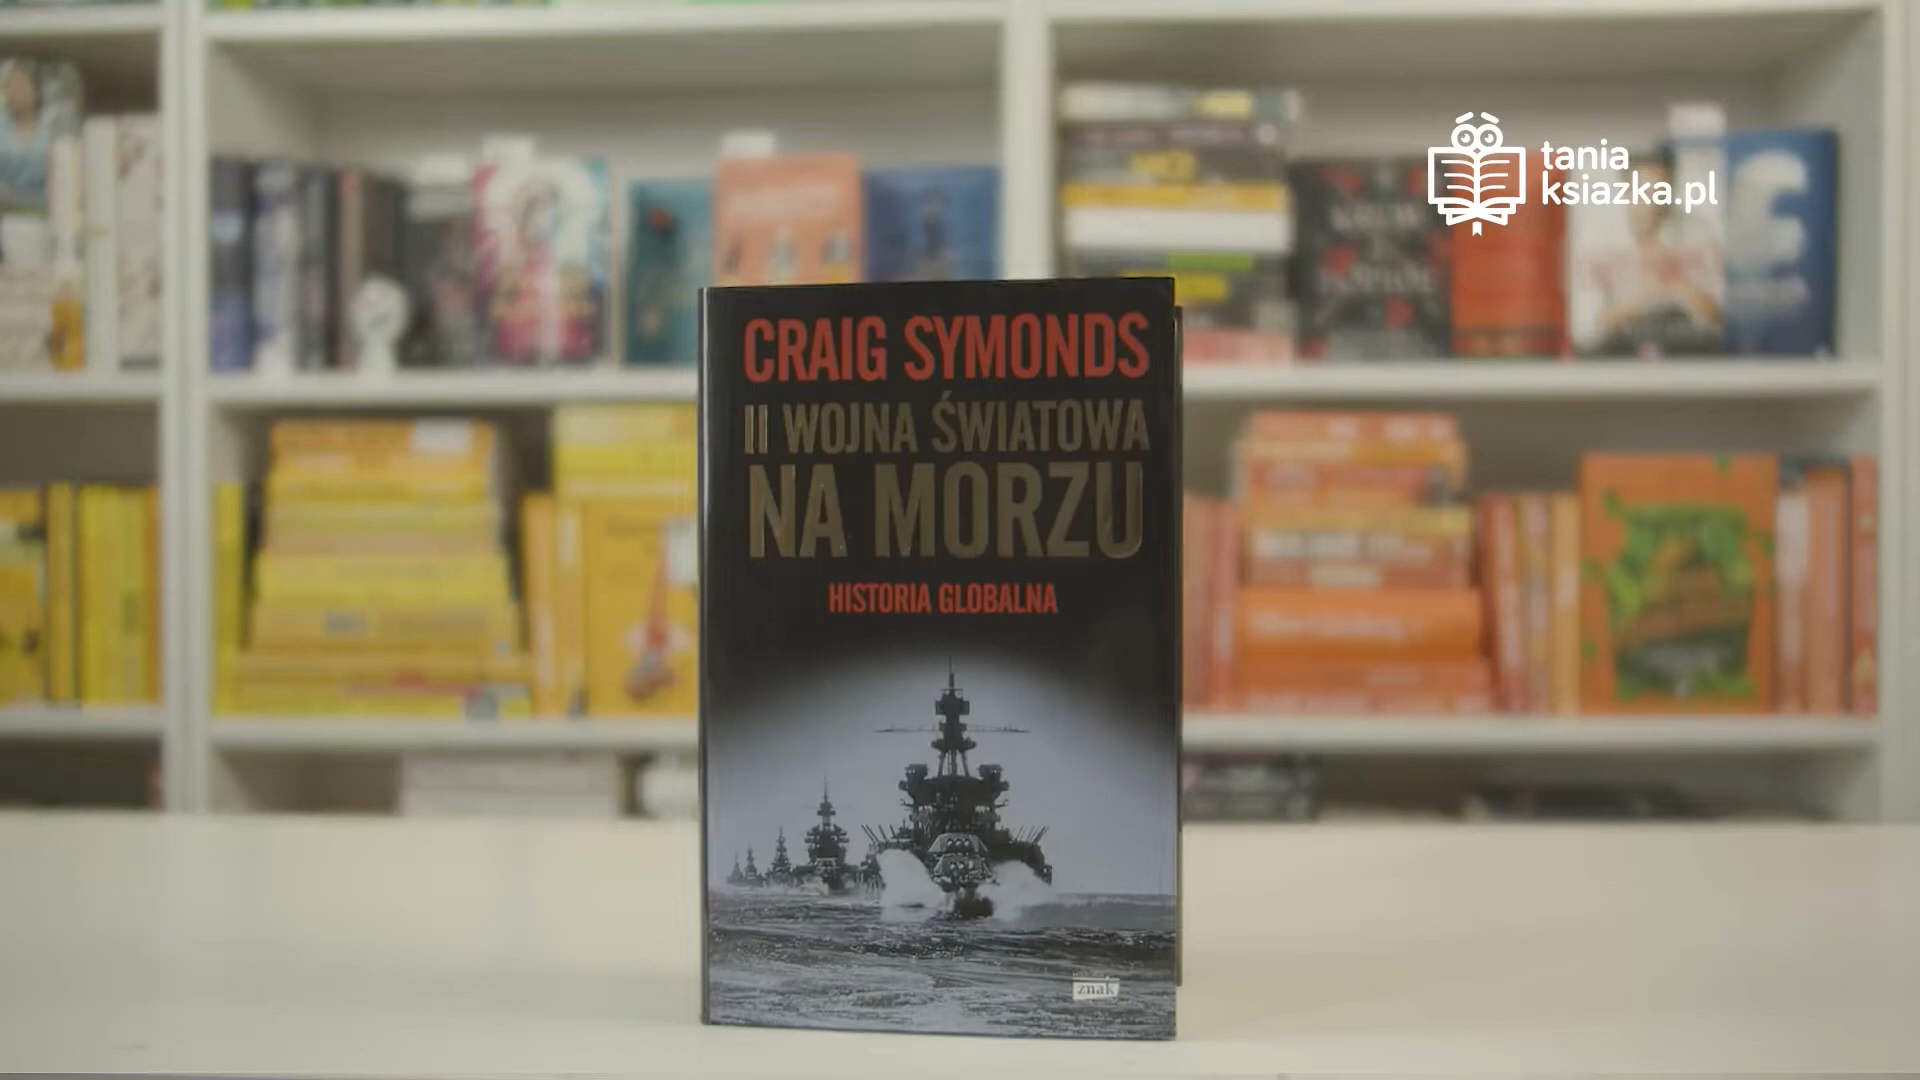 tania
ksiazka.pl
CRAIG SYMONDS
II WOJNA ŚWIATOWA
NA MORZU
HISTORIA GLOBALNA
znak